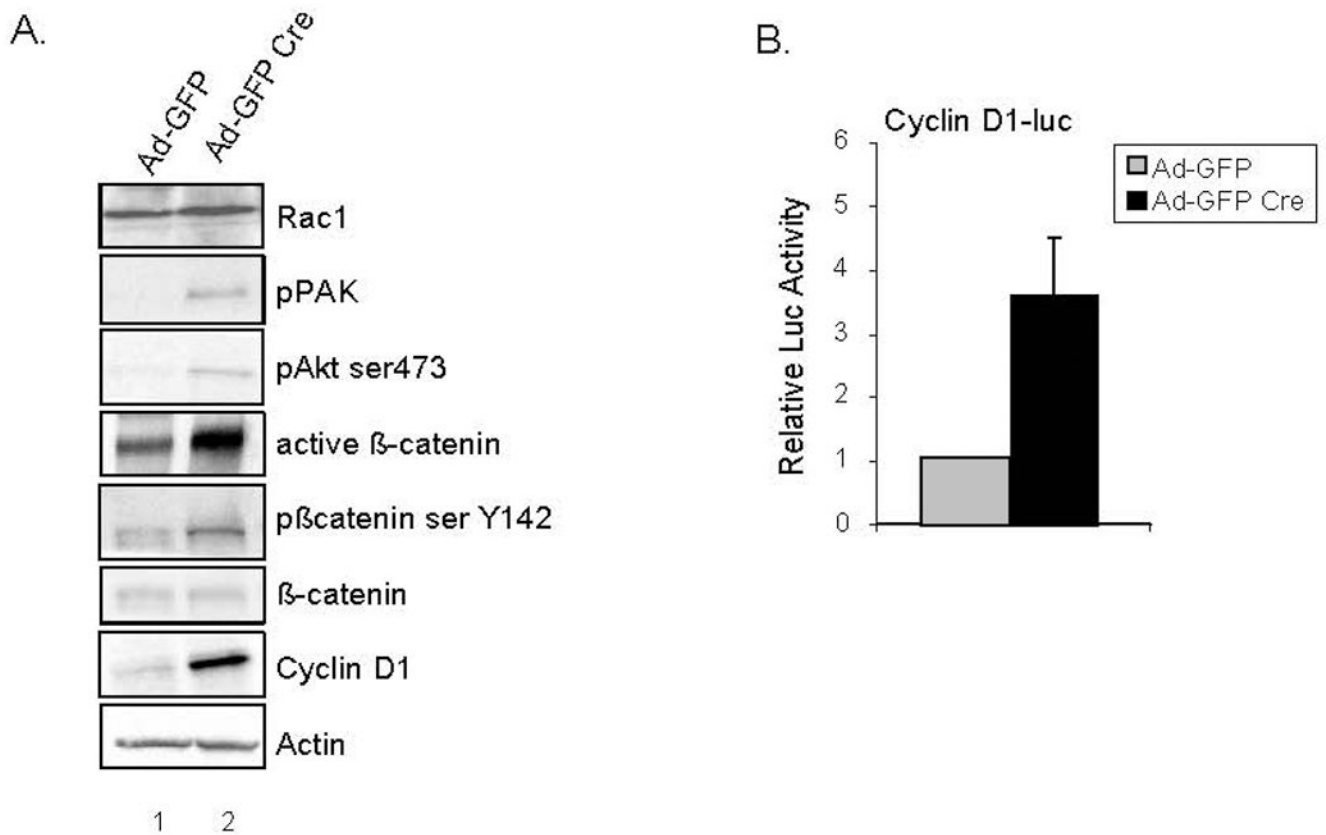 A.
Ad-GFP
Ad-GFP Cre
Rac1
pPAK
pAkt ser473
active ß-catenin
pßcatenin ser Y142
ß-catenin
Cyclin D1
Actin
1 2
B.
Cyclin D1-luc
Relative Luc Activity
6
5
4
3
2
1
0
Ad-GFP
Ad-GFP Cre